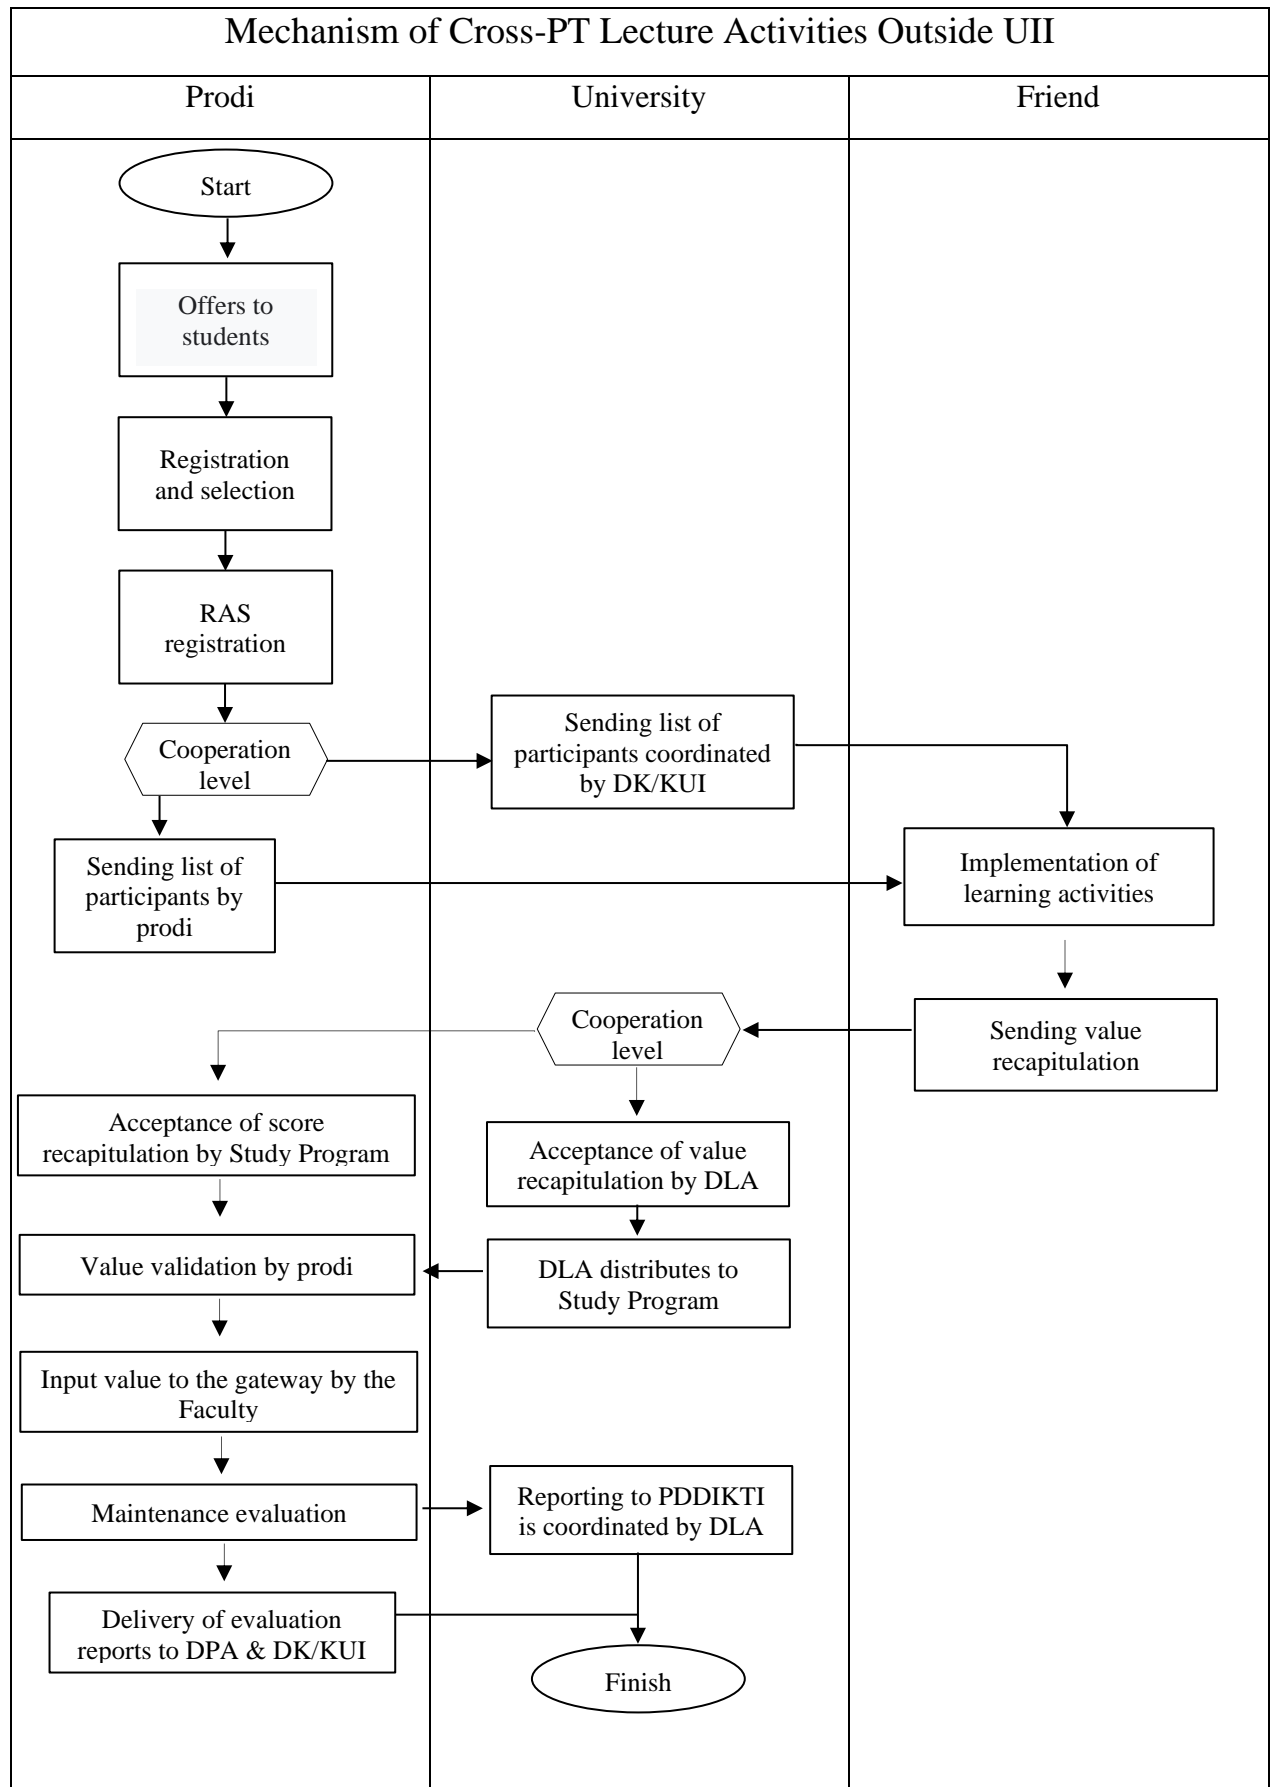 Mechanism of Cross-PT Lecture Activities Outside UII
Prodi
University
Friend
Start
Offers to
students
Registration
and selection
RAS
registration
Cooperation
level
Sending list of
participants coordinated
by DK/KUI
Sending list of
participants by
prodi
Implementation of
learning activities
Sending value
recapitulation
Cooperation
level
Acceptance of score
recapitulation by Study Program
Acceptance of value
recapitulation by DLA
DLA distributes to
Study Program
Value validation by prodi
Input value to the gateway by the
Faculty
Maintenance evaluation
Reporting to PDDIKTI
is coordinated by DLA
Delivery of evaluation
reports to DPA & DK/KUI
Finish